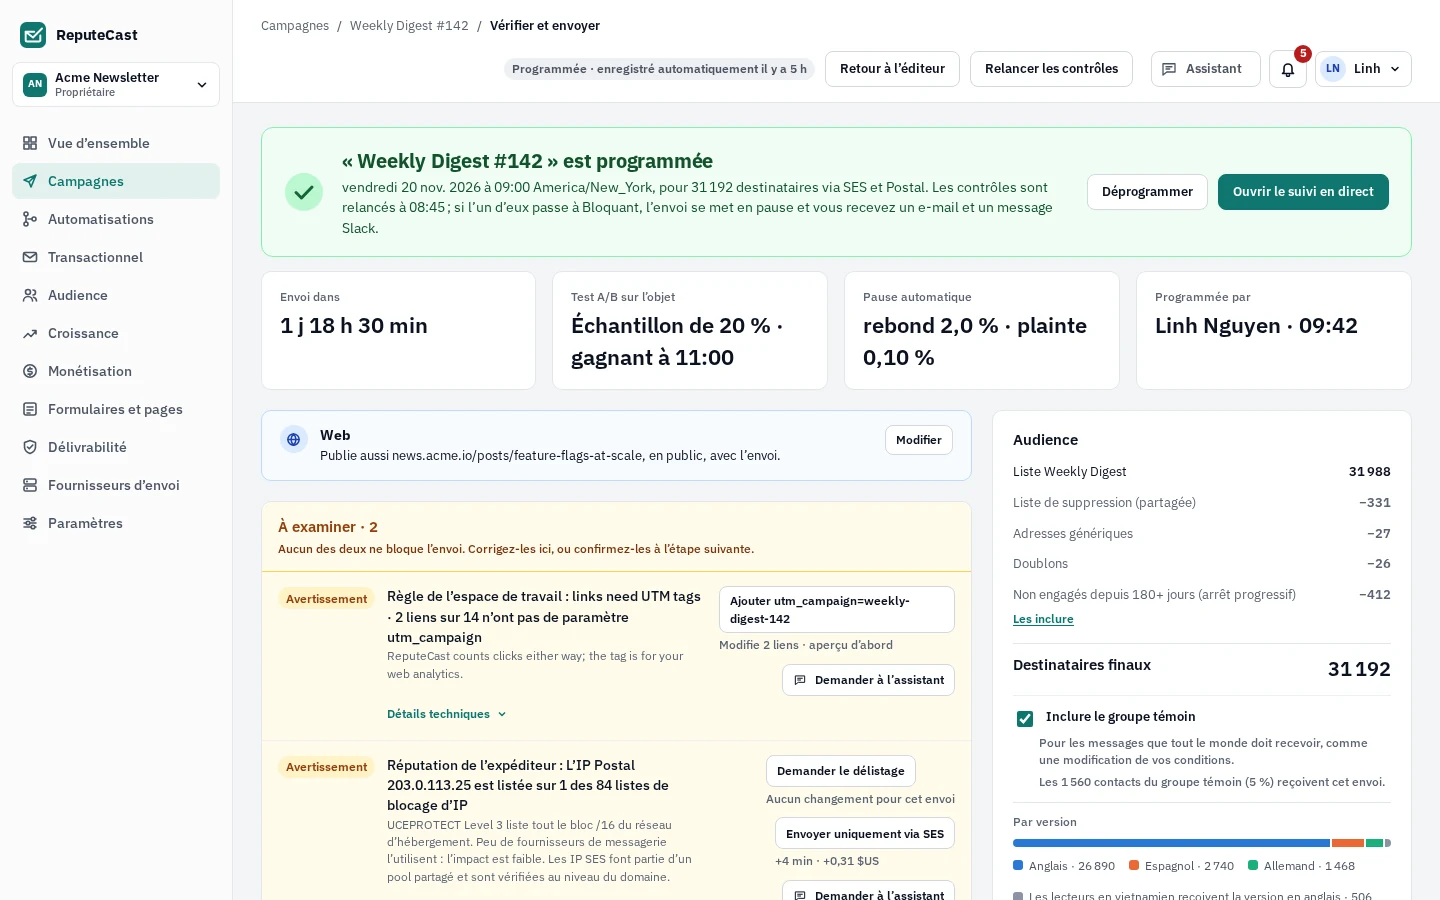 ReputeCast
AN
Acme Newsletter
Propriétaire
Vue d’ensemble
Campagnes
Automatisations
Transactionnel
Audience
Croissance
Monétisation
Formulaires et pages
Délivrabilité
Fournisseurs d’envoi
Paramètres
Campagnes / Weekly Digest #142 / Vérifier et envoyer
Programmée · enregistré automatiquement il y a 5 h
Retour à l’éditeur
Relancer les contrôles
Assistant
5
LN
Linh
« Weekly Digest #142 » est programmée
vendredi 20 nov. 2026 à 09:00 America/New_York, pour 31 192 destinataires via SES et Postal. Les contrôles sont
relancés à 08:45 ; si l’un d’eux passe à Bloquant, l’envoi se met en pause et vous recevez un e-mail et un message
Slack.
Déprogrammer
Ouvrir le suivi en direct
Envoi dans
1 j 18 h 30 min
Test A/B sur l’objet
Échantillon de 20 % ·
gagnant à 11:00
Pause automatique
rebond 2,0 % · plainte
0,10 %
Programmée par
Linh Nguyen · 09:42
Web
Publie aussi news.acme.io/posts/feature-flags-at-scale, en public, avec l’envoi.
Modifier
À examiner · 2
Aucun des deux ne bloque l’envoi. Corrigez-les ici, ou confirmez-les à l’étape suivante.
Avertissement
Règle de l’espace de travail : links need UTM tags
· 2 liens sur 14 n’ont pas de paramètre
utm_campaign
ReputeCast counts clicks either way; the tag is for your
web analytics.
Détails techniques
Ajouter utm_campaign=weekly-
digest-142
Modifie 2 liens · aperçu d’abord
Demander à l’assistant
Avertissement
Réputation de l’expéditeur : L’IP Postal
203.0.113.25 est listée sur 1 des 84 listes de
blocage d’IP
UCEPROTECT Level 3 liste tout le bloc /16 du réseau
d’hébergement. Peu de fournisseurs de messagerie
l’utilisent : l’impact est faible. Les IP SES font partie d’un
pool partagé et sont vérifiées au niveau du domaine.
Demander le délistage
Aucun changement pour cet envoi
Envoyer uniquement via SES
+4 min · +0,31 $US
Demander à l’assistant
Audience
Liste Weekly Digest 31 988
Liste de suppression (partagée) −331
Adresses génériques −27
Doublons −26
Non engagés depuis 180+ jours (arrêt progressif) −412
Les inclure
Destinataires finaux 31 192
Inclure le groupe témoin
Pour les messages que tout le monde doit recevoir, comme
une modification de vos conditions.
Les 1 560 contacts du groupe témoin (5 %) reçoivent cet envoi.
Par version
Anglais · 26 890 Espagnol · 2 740 Allemand · 1 468
Les lecteurs en vietnamien reçoivent la version en anglais · 506